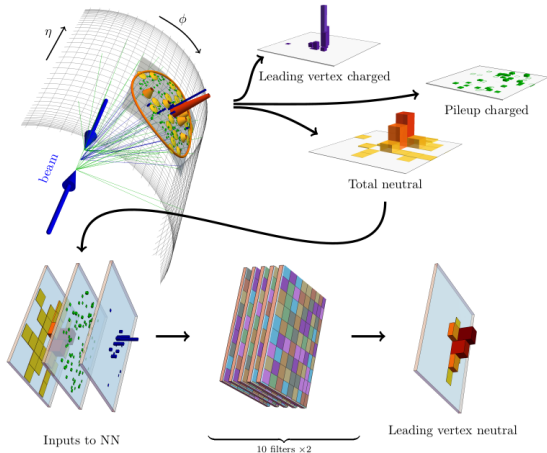 η
ϕ
Leading vertex charged
Pileup charged
beam
Total neutral
Inputs to NN
10 filters ×2
Leading vertex neutral